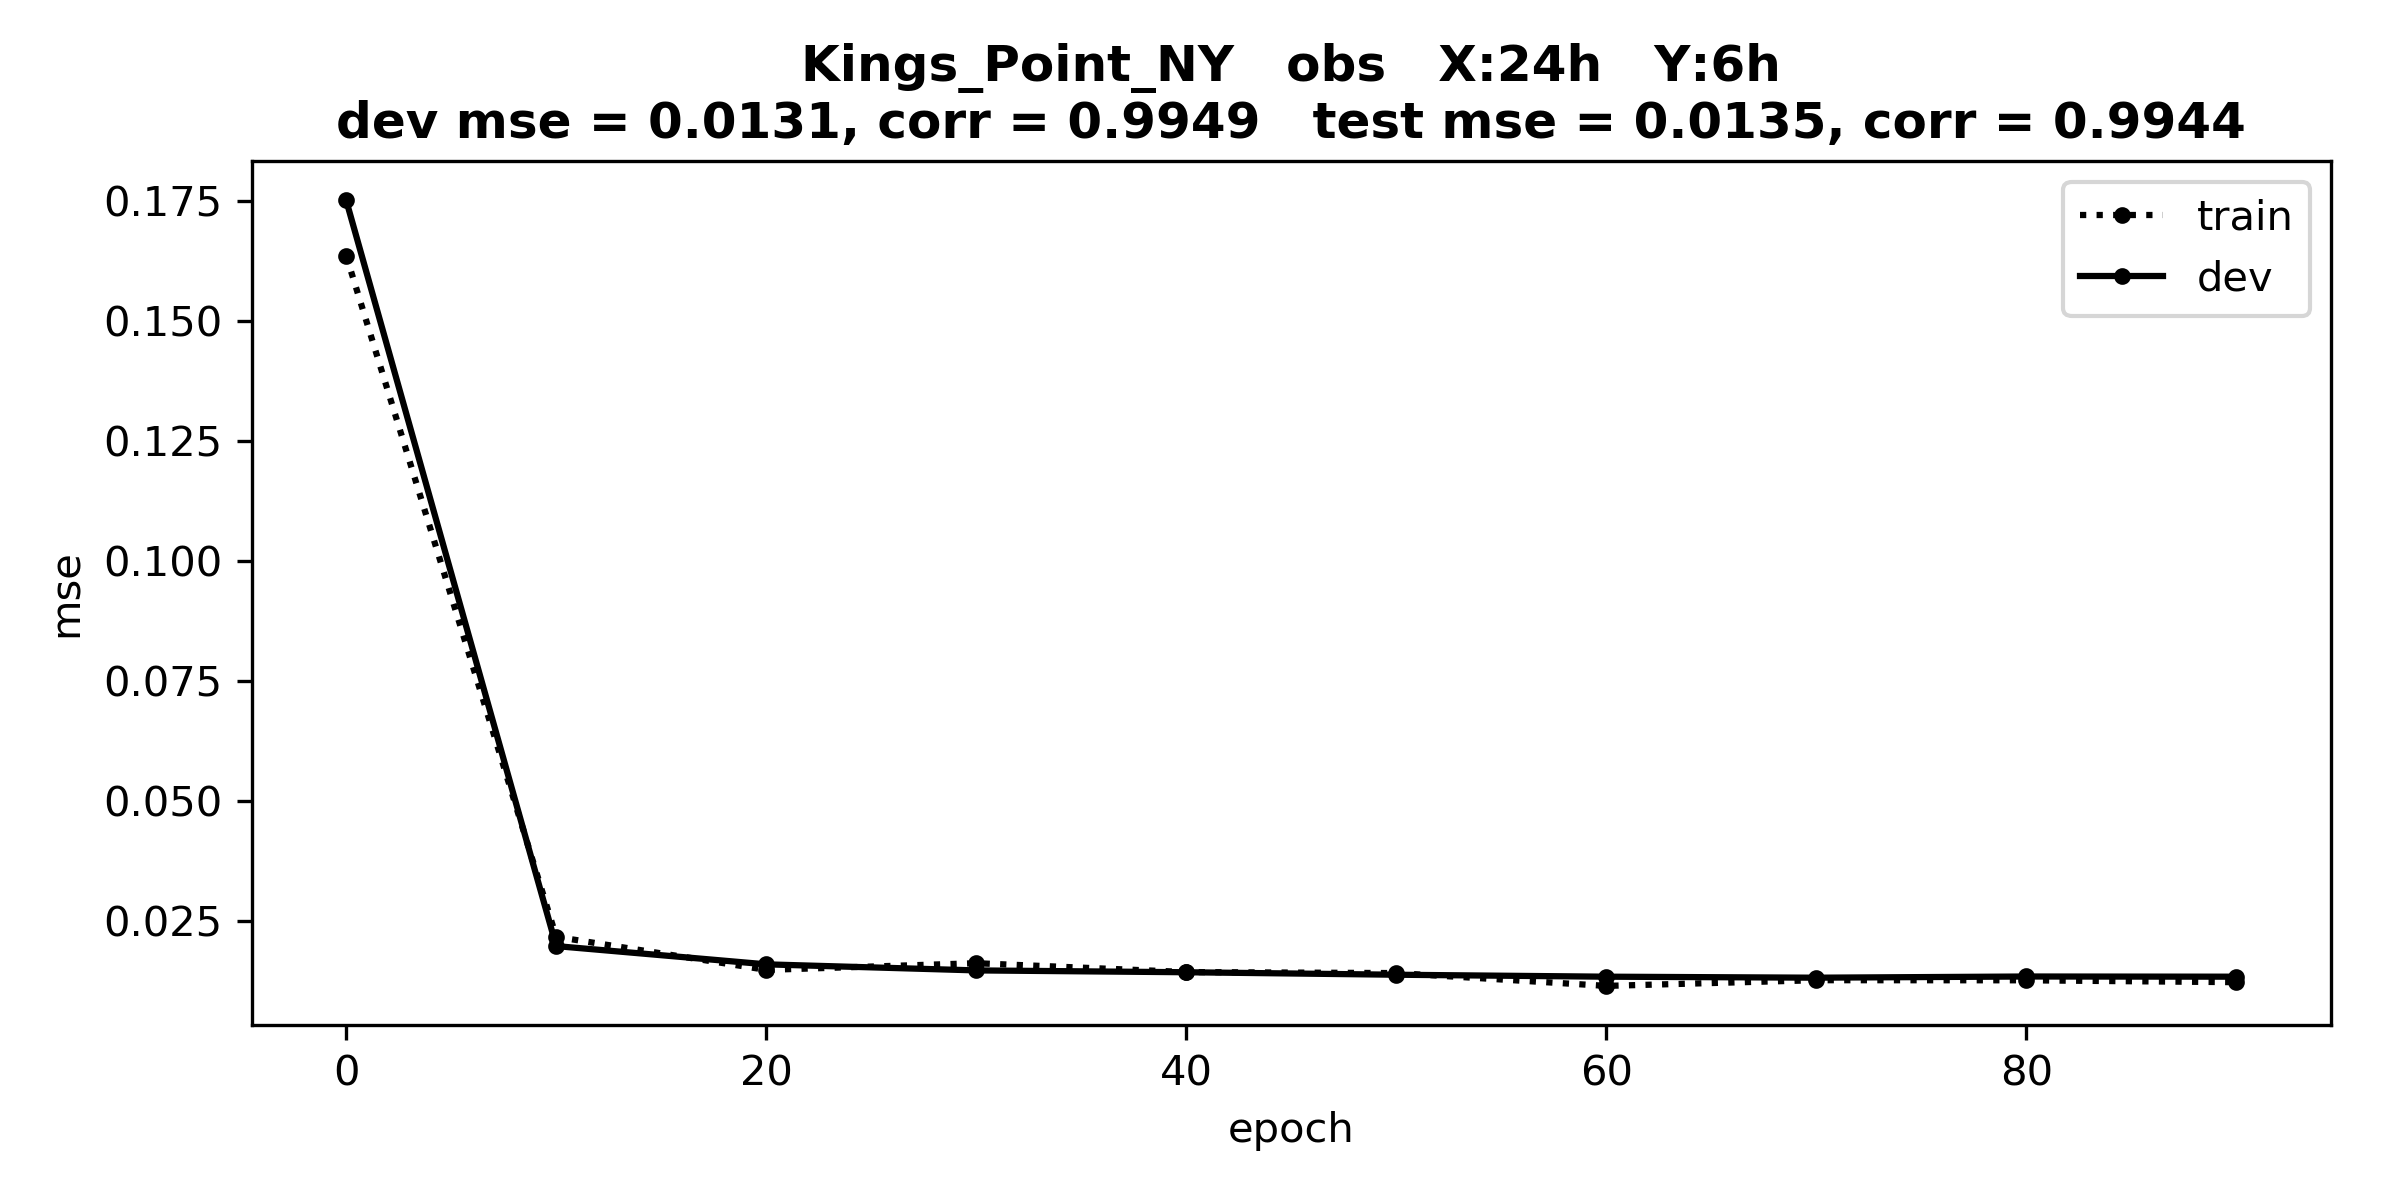 Kings_Point_NY   obs   X:24h   Y:6h
dev mse = 0.0131, corr = 0.9949   test mse = 0.0135, corr = 0.9944
train
dev
mse
0.175
0.150
0.125
0.100
0.075
0.050
0.025
0 20 40 60 80
epoch